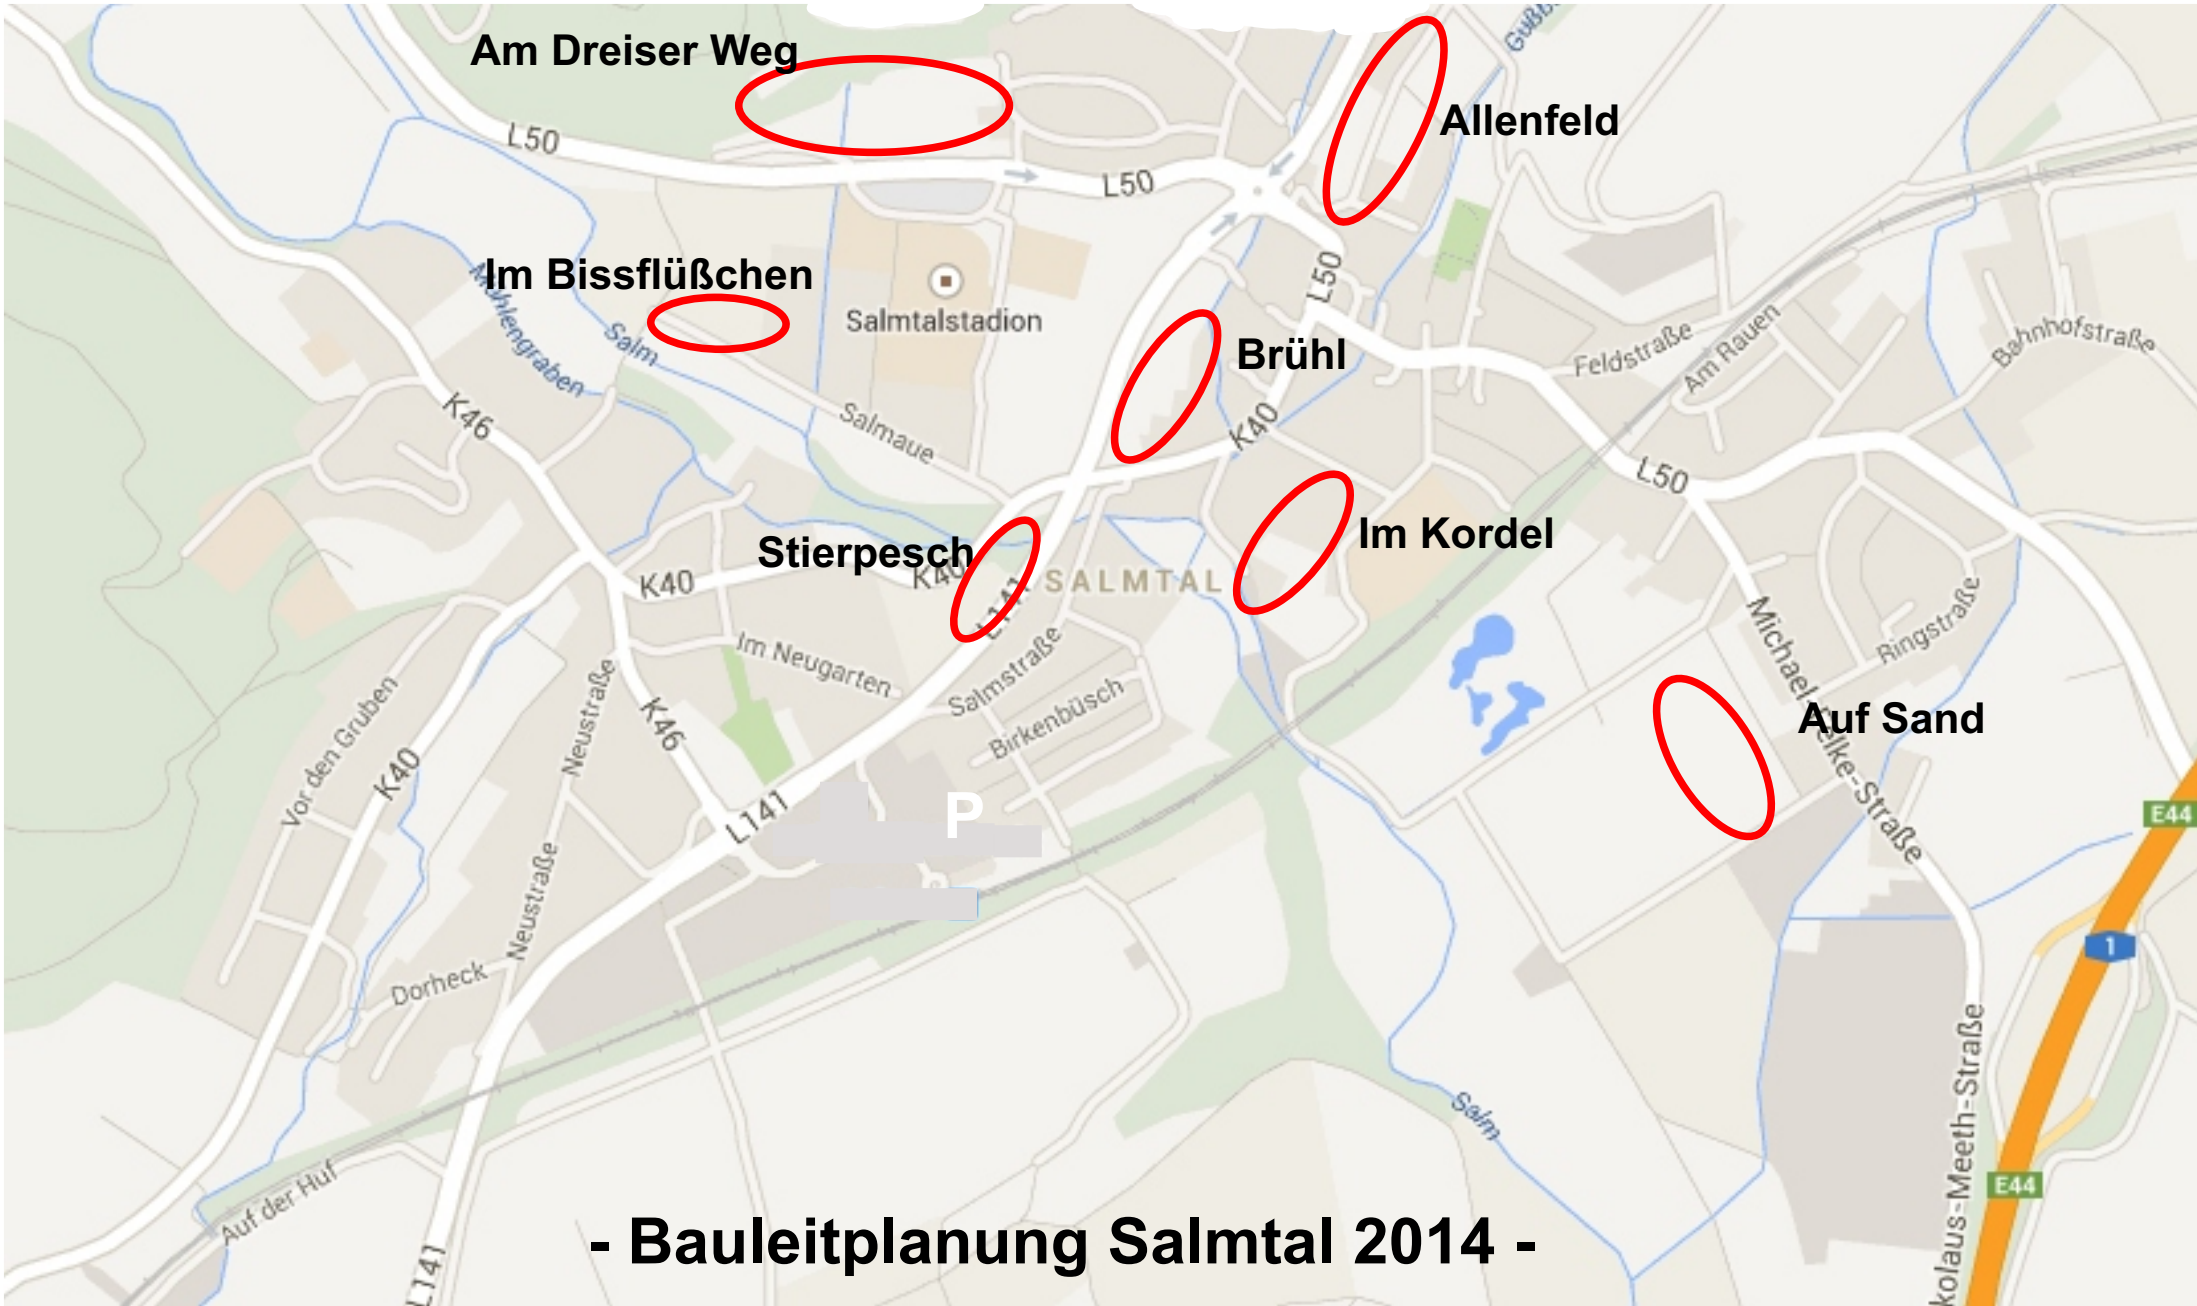 Am Dreiser Weg
Allenfeld
L50
L50
Im Bissflüßchen
Mühlengraben
Salm
Salmtalstadion
L50
Brühl
Feldstraße
Am Rauen
Bahnhofstraße
K46
Salmaue
K40
L50
Stierpesch
K40
K40
L141
SALMTAL
Im Kordel
Im Neugarten
Salmstraße
Birkenbüsch
Michael-Felke-Straße
Ringstraße
Auf Sand
Vor den Gruben
K40
Neustraße
K46
L141
P
E44
Neustraße
Dorheck
1
Salm
E44
Auf der Huf
L141
- Bauleitplanung Salmtal 2014 -